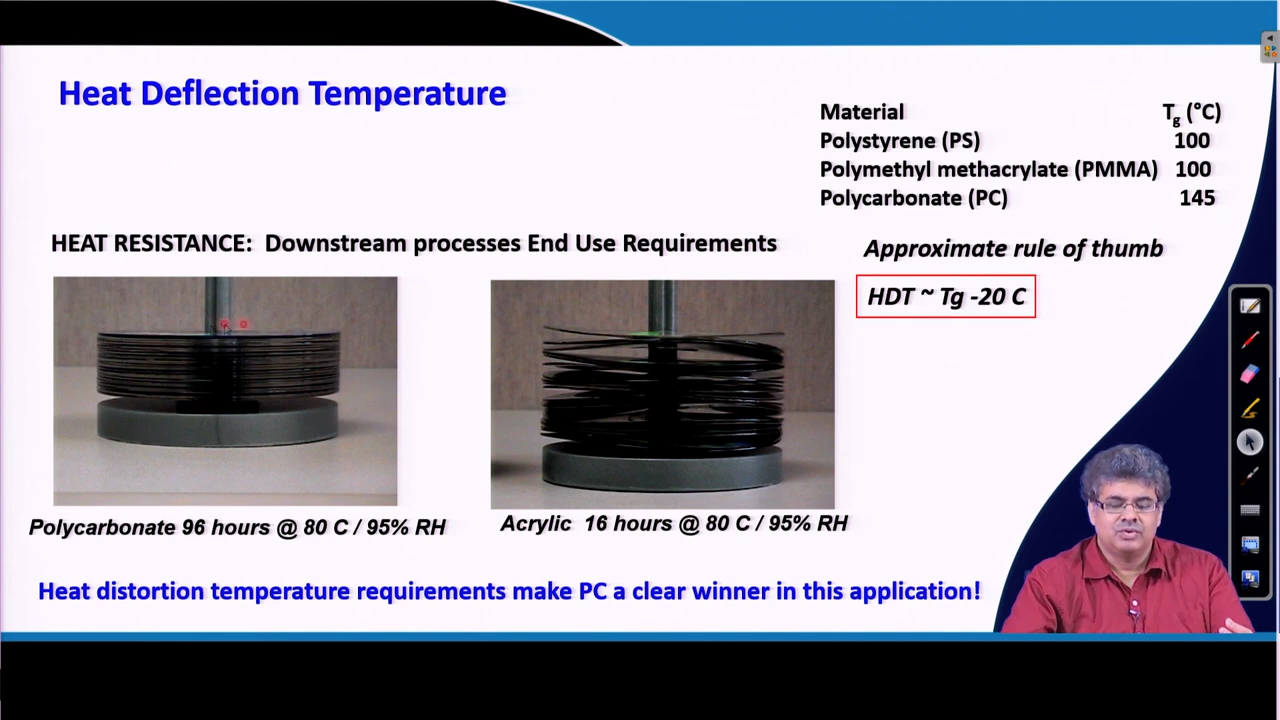 Heat Deflection Temperature
Material Tg (°C)
Polystyrene (PS) 100
Polymethyl methacrylate (PMMA) 100
Polycarbonate (PC) 145
HEAT RESISTANCE: Downstream processes End Use Requirements
Approximate rule of thumb
HDT ~ Tg -20 C
Polycarbonate 96 hours @ 80 C / 95% RH
Acrylic 16 hours @ 80 C / 95% RH
Heat distortion temperature requirements make PC a clear winner in this application!